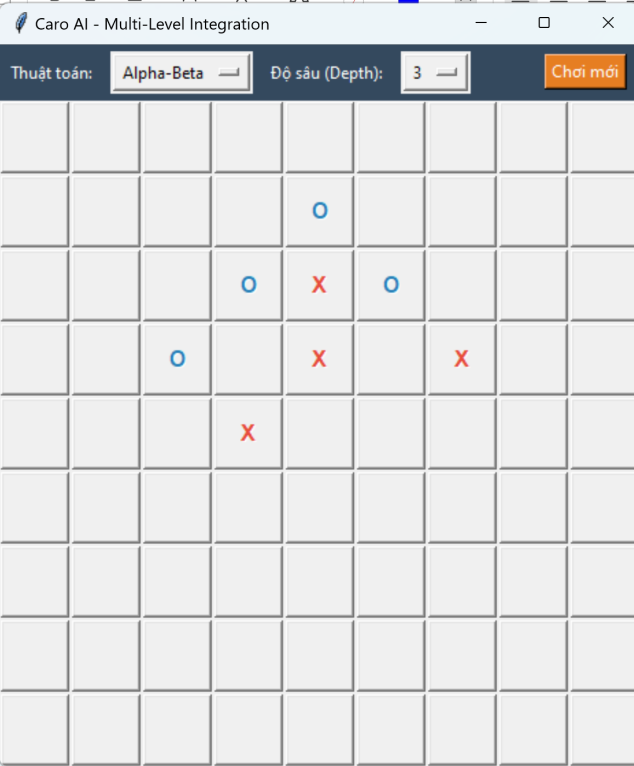 Caro AI - Multi-Level Integration
Thuật toán: Alpha-Beta Độ sâu (Depth): 3 Chơi mới
O
O X O
O X X
X